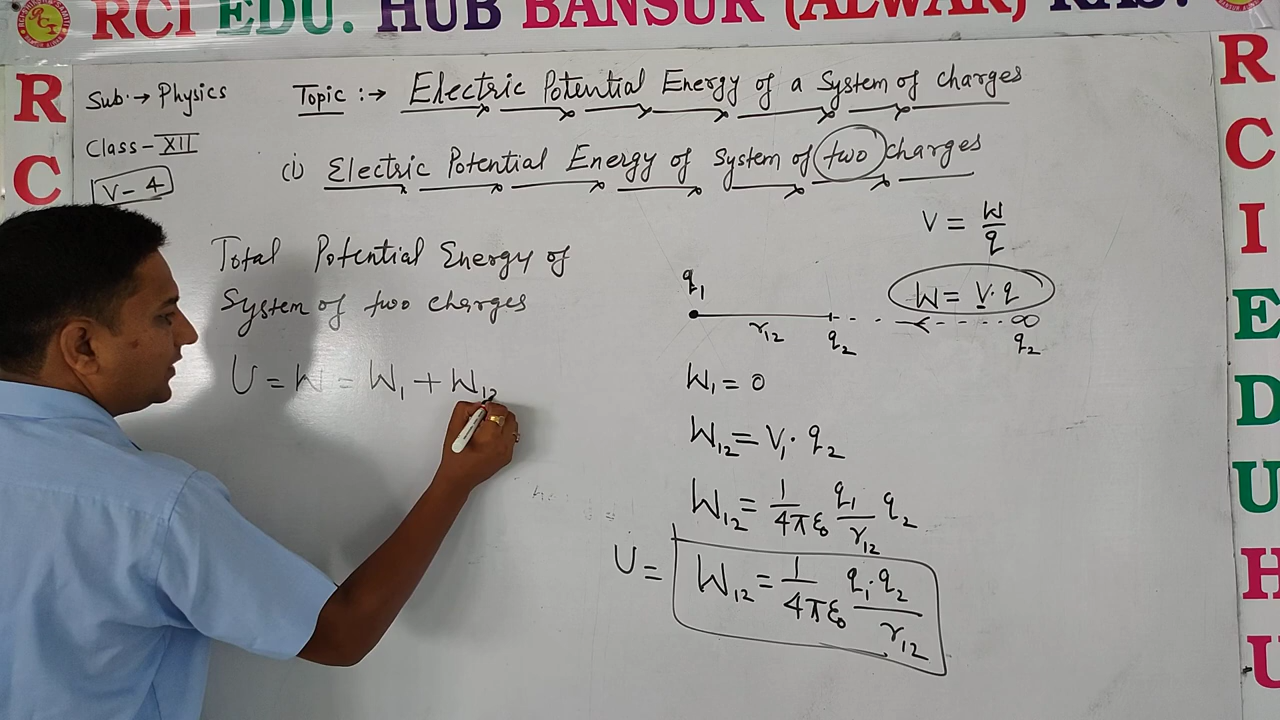 RCI EDU. HUB BANSUR (ALWAR) RAJ.
R
C
R
C
I
E
D
U
H
U
Sub:→ Physics
Class-XII
V-4
Topic :→ Electric Potential Energy of a System of charges
(i) Electric Potential Energy of System of two charges
Total Potential Energy of
System of two charges
U = W = W₁ + W₁₂
V = W/q
W = V·q
q₁
r₁₂
q₂
∞
q₂
W₁ = 0
W₁₂ = V₁· q₂
W₁₂ = 1/4πε₀ q₁/r₁₂ q₂
U = W₁₂ = 1/4πε₀ q₁·q₂/r₁₂